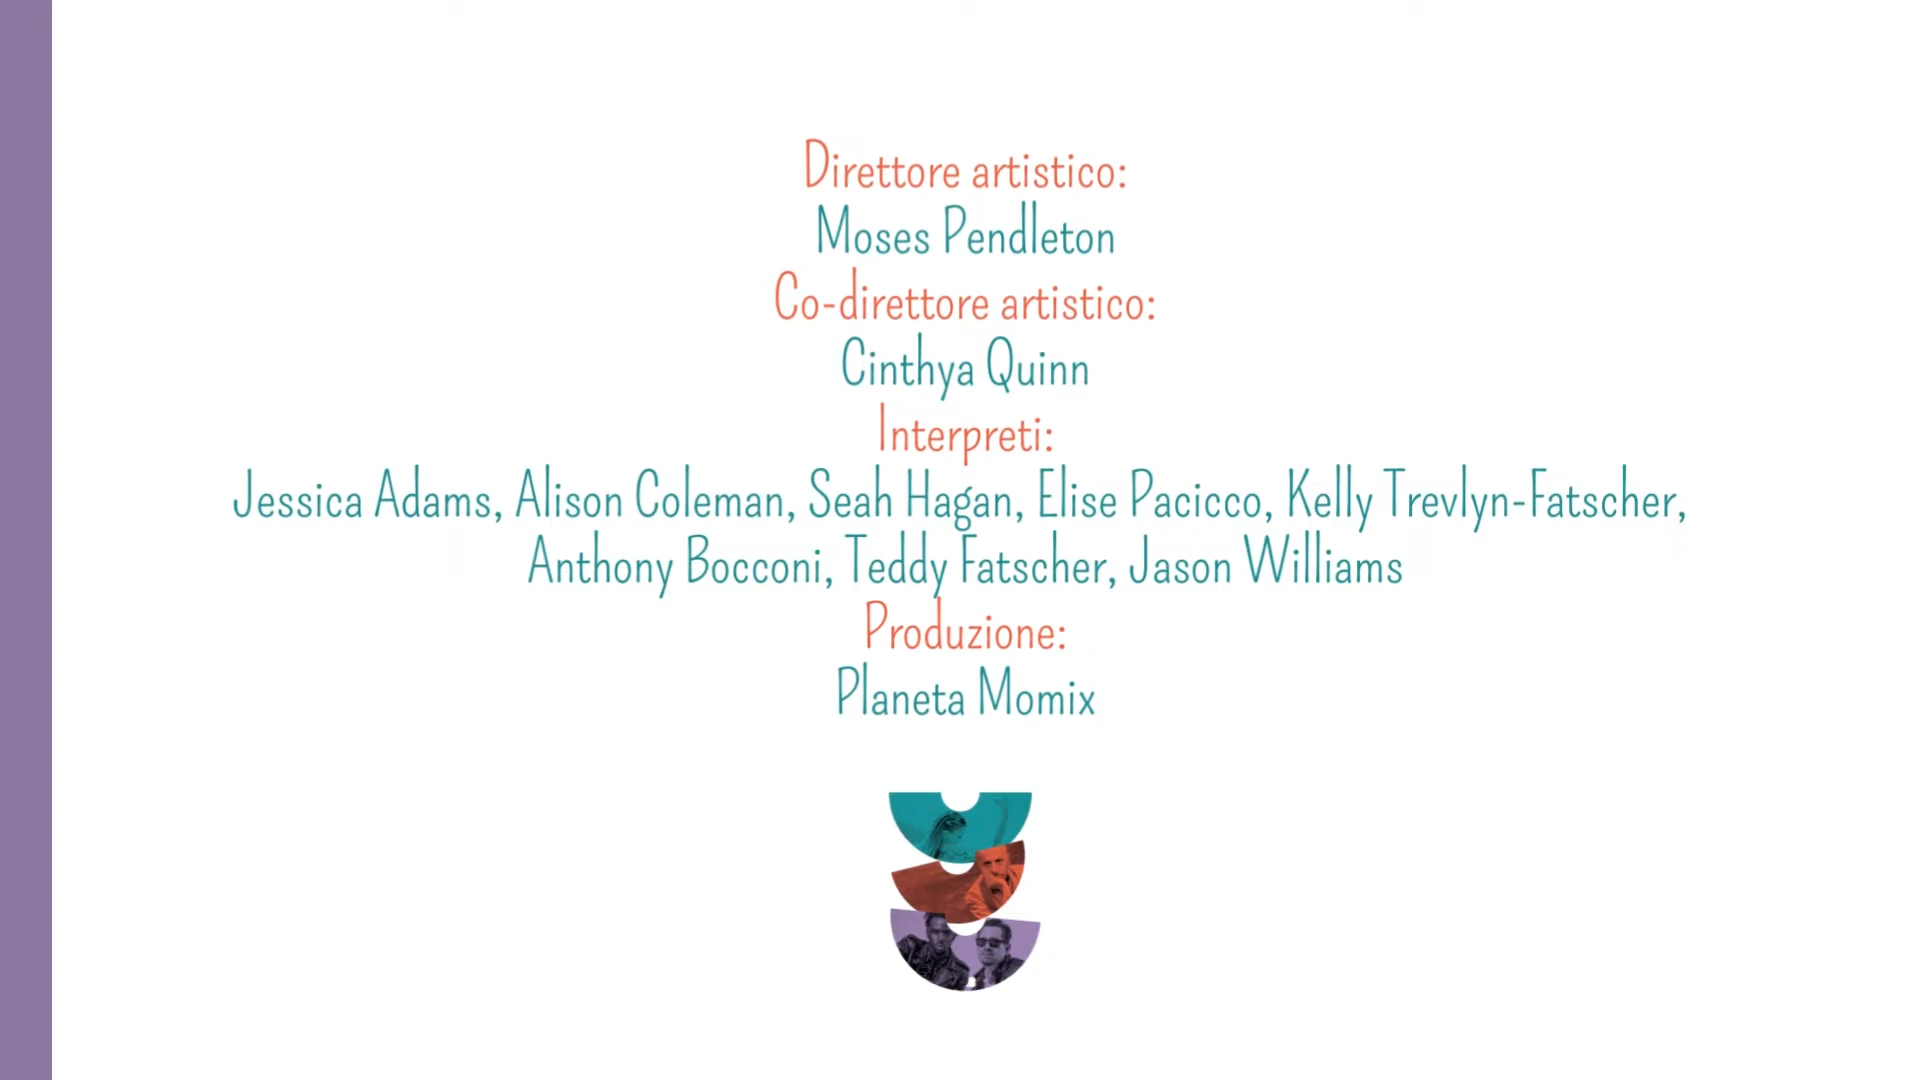 Direttore artistico:
Moses Pendleton
Co-direttore artistico:
Cinthya Quinn
Interpreti:
Jessica Adams, Alison Coleman, Seah Hagan, Elise Pacicco, Kelly Trevlyn-Fatscher,
Anthony Bocconi, Teddy Fatscher, Jason Williams
Produzione:
Planeta Momix